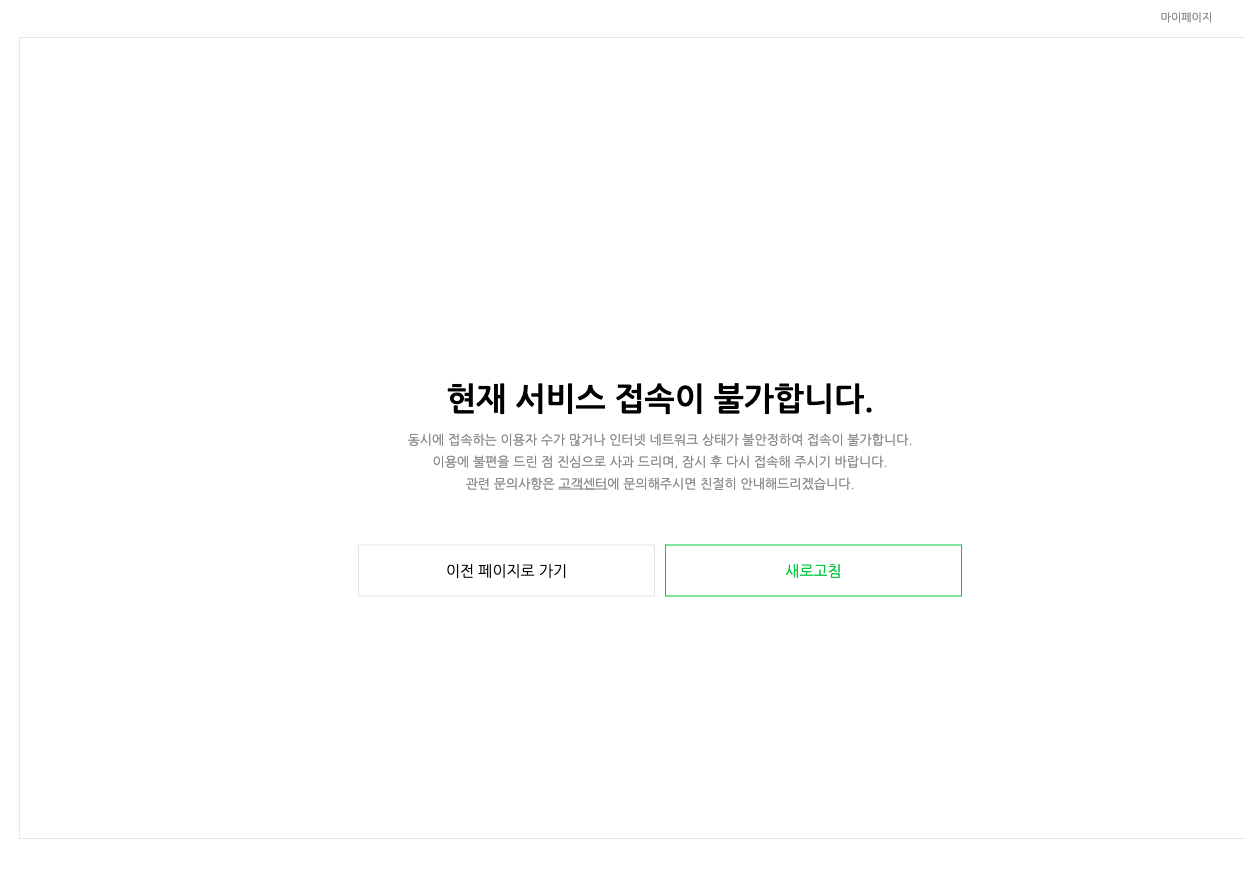 마이페이지
현재 서비스 접속이 불가합니다.
동시에 접속하는 이용자 수가 많거나 인터넷 네트워크 상태가 불안정하여 접속이 불가합니다.
이용에 불편을 드린 점 진심으로 사과 드리며, 잠시 후 다시 접속해 주시기 바랍니다.
관련 문의사항은 고객센터에 문의해주시면 친절히 안내해드리겠습니다.
이전 페이지로 가기
새로고침